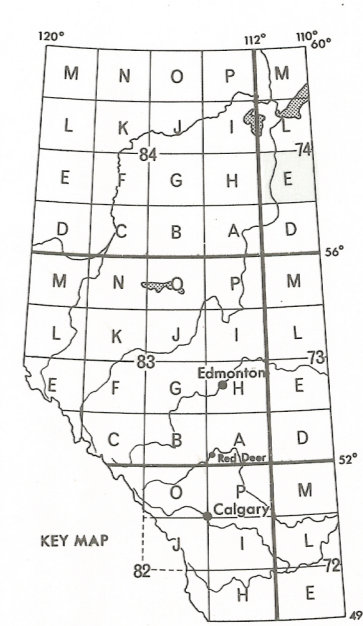 120° 112° 110°
60°
M N O P M
L K J I L
84 74
E F G H E
D C B A D
56°
M N O P M
L K J I L
83 73
Edmonton
E F G H E
C B A D
Red Deer
52°
O P M
Calgary
KEY MAP J I L
82 72
H E
49